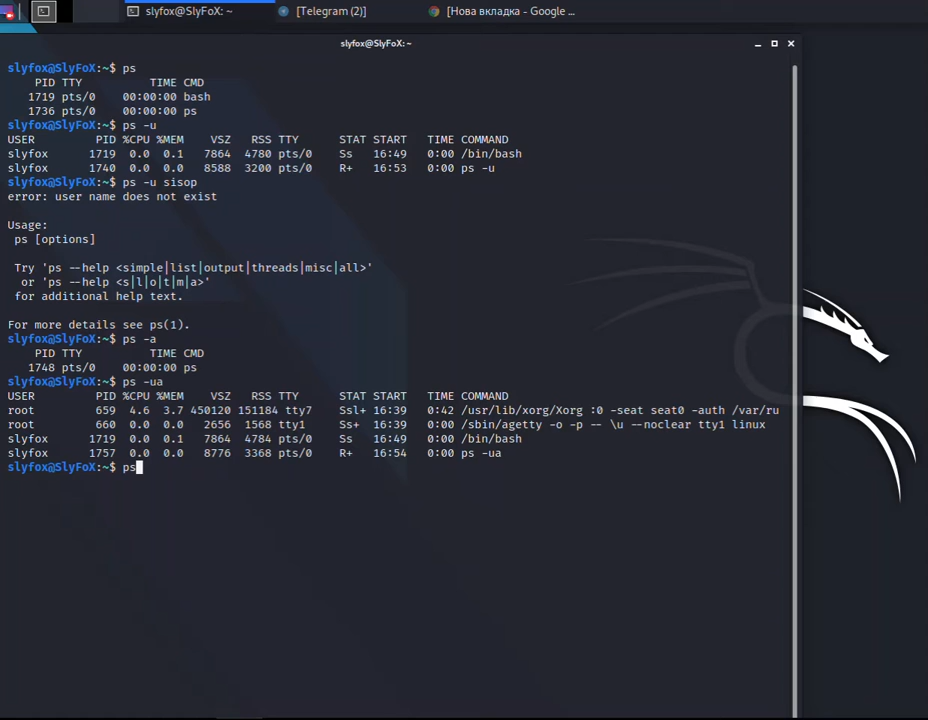 slyfox@SlyFoX: ~
[Telegram (2)]
[Нова вкладка - Google ...
slyfox@SlyFoX:~
slyfox@SlyFoX:~$ ps
PID TTY TIME CMD
1719 pts/0 00:00:00 bash
1736 pts/0 00:00:00 ps
slyfox@SlyFoX:~$ ps -u
USER PID %CPU %MEM VSZ RSS TTY STAT START TIME COMMAND
slyfox 1719 0.0 0.1 7864 4780 pts/0 Ss 16:49 0:00 /bin/bash
slyfox 1740 0.0 0.0 8588 3200 pts/0 R+ 16:53 0:00 ps -u
slyfox@SlyFoX:~$ ps -u sisop
error: user name does not exist
Usage:
ps [options]
Try 'ps --help <simple|list|output|threads|misc|all>'
or 'ps --help <s|l|o|t|m|a>'
for additional help text.
For more details see ps(1).
slyfox@SlyFoX:~$ ps -a
PID TTY TIME CMD
1748 pts/0 00:00:00 ps
slyfox@SlyFoX:~$ ps -ua
USER PID %CPU %MEM VSZ RSS TTY STAT START TIME COMMAND
root 659 4.6 3.7 450120 151184 tty7 Ssl+ 16:39 0:42 /usr/lib/xorg/Xorg :0 -seat seat0 -auth /var/ru
root 660 0.0 0.0 2656 1568 tty1 Ss+ 16:39 0:00 /sbin/agetty -o -p -- \u --noclear tty1 linux
slyfox 1719 0.0 0.1 7864 4784 pts/0 Ss 16:49 0:00 /bin/bash
slyfox 1757 0.0 0.0 8776 3368 pts/0 R+ 16:54 0:00 ps -ua
slyfox@SlyFoX:~$ ps